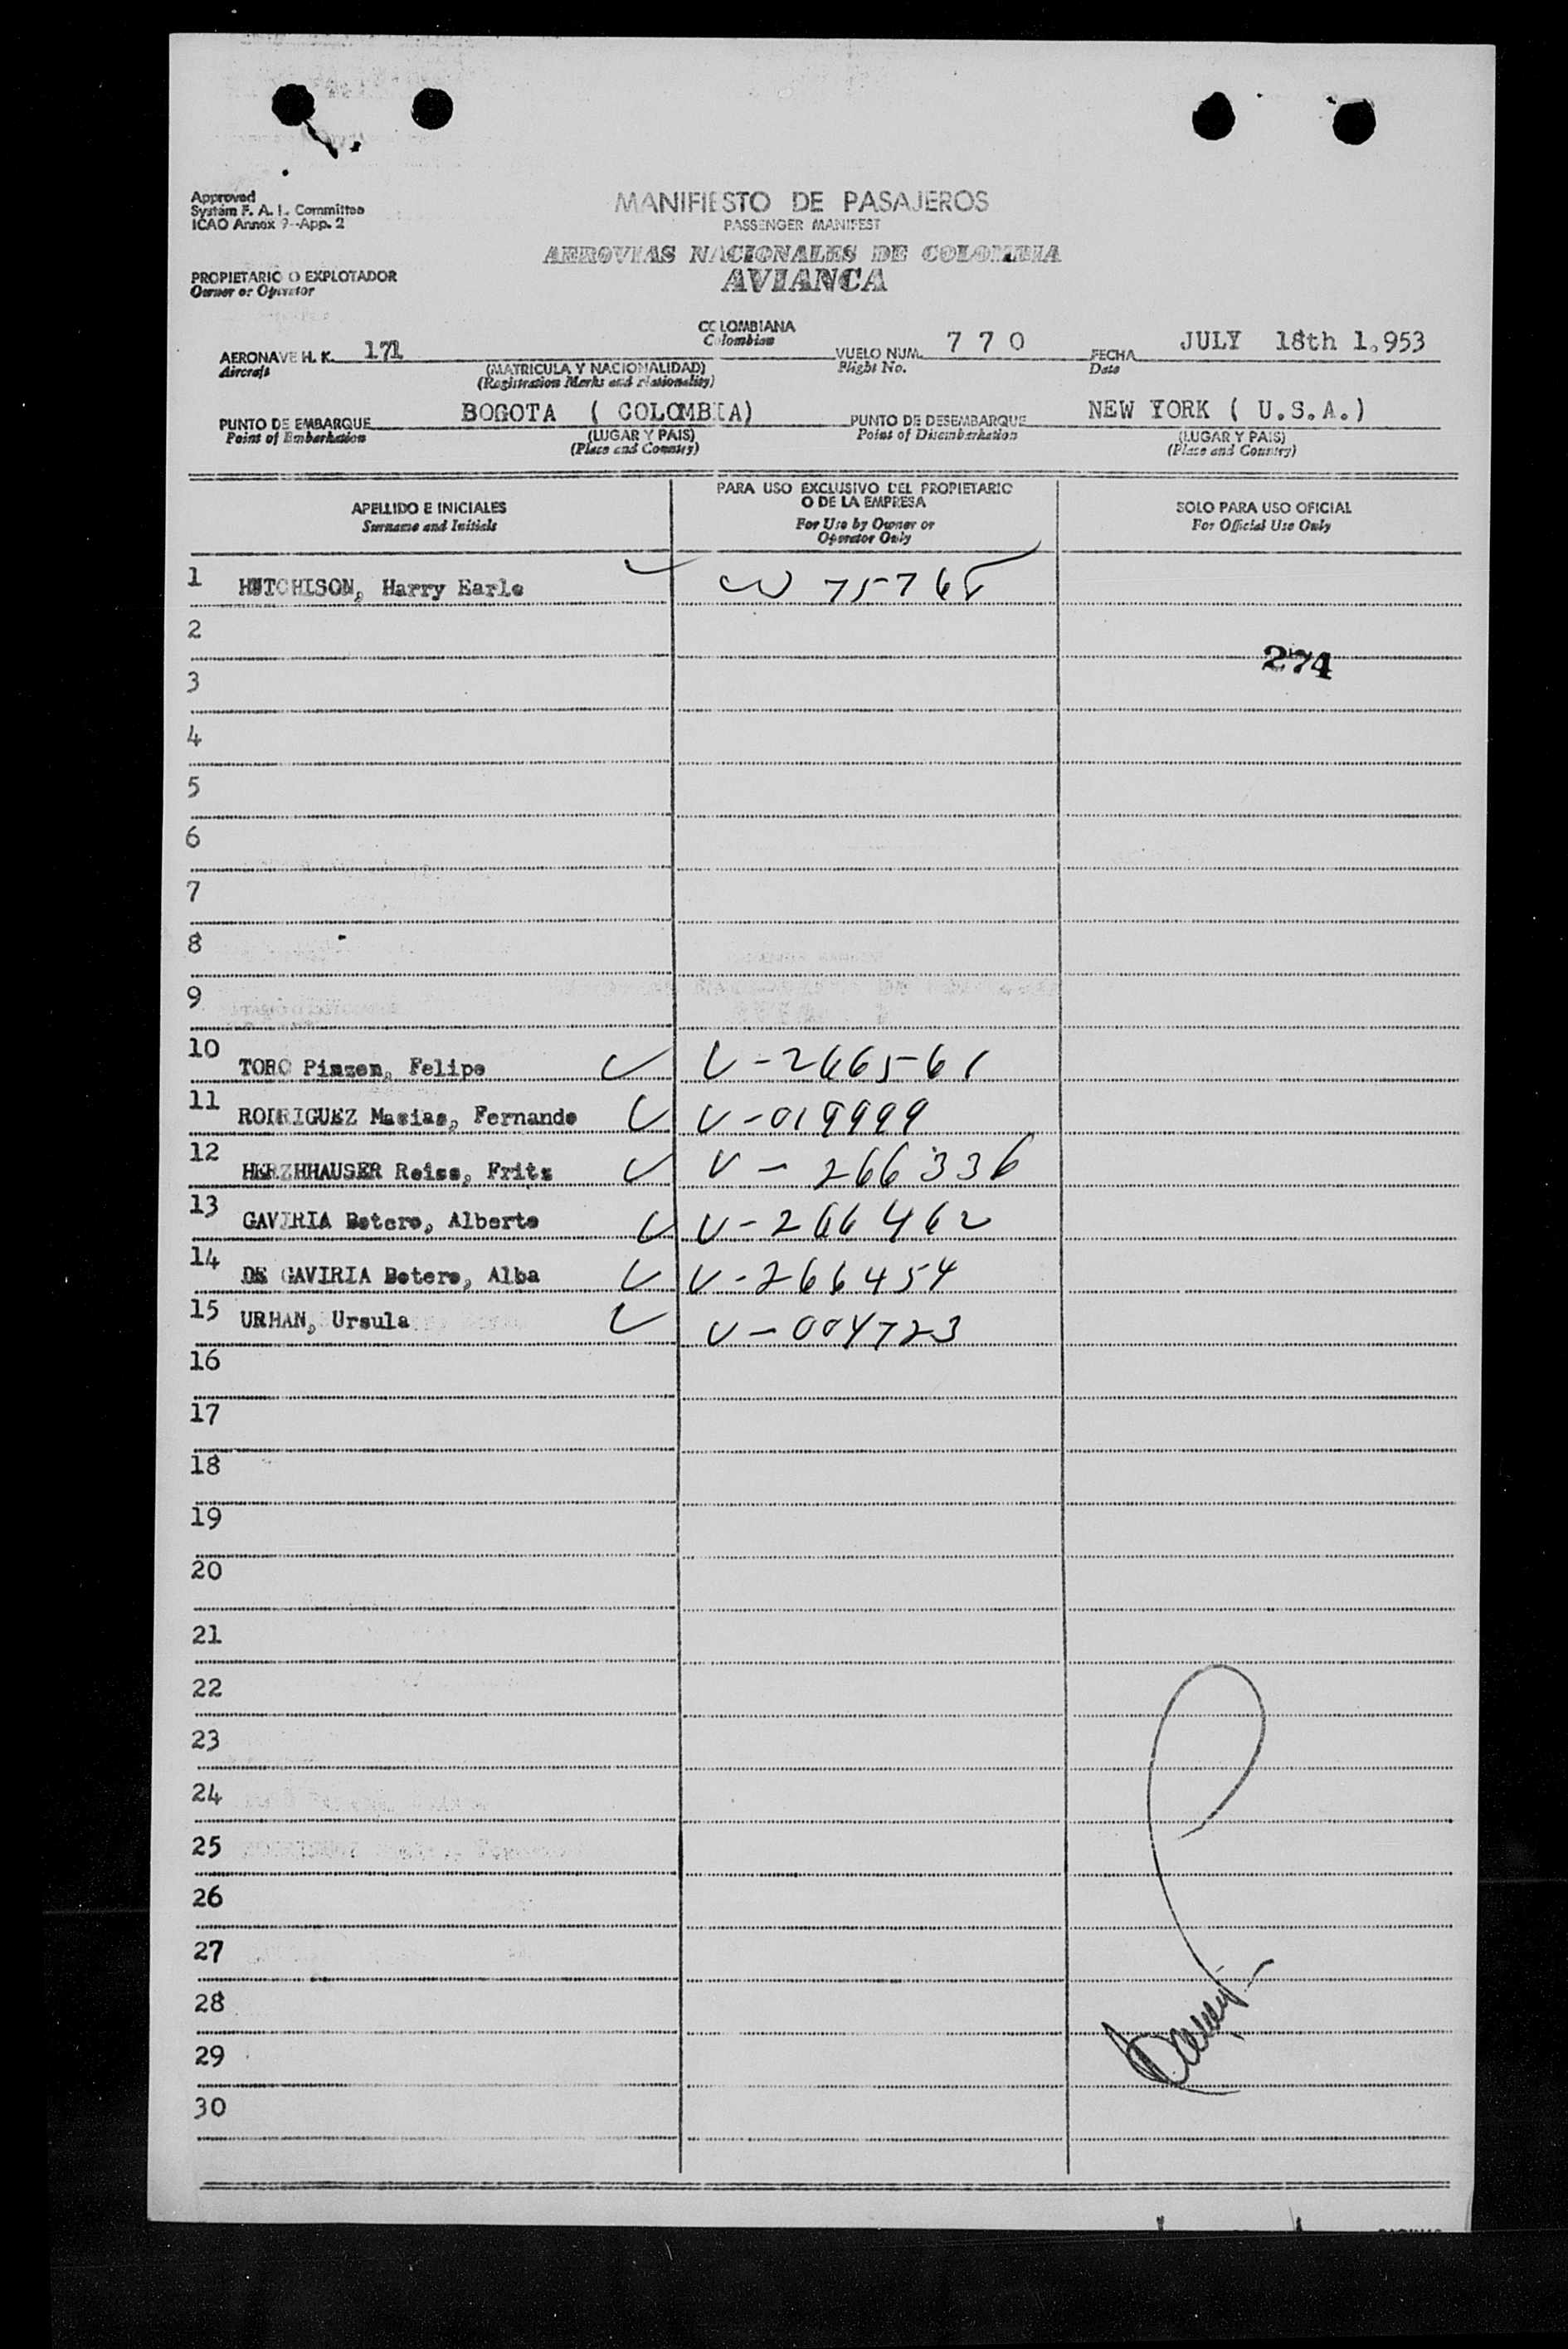 Approved
System F. A. L. Committee
ICAO Annex 9--App. 2
MANIFIESTO DE PASAJEROS
PASSENGER MANIFEST
AEROVIAS NACIONALES DE COLOMBIA
AVIANCA
PROPIETARIO O EXPLOTADOR
Owner or Operator
COLOMBIANA
Colombian
AERONAVE H. K. 171
Aircraft
(MATRICULA Y NACIONALIDAD)
(Registration Marks and Nationality)
VUELO NUM. 7 7 0
Flight No.
FECHA JULY 18th 1.953
Date
PUNTO DE EMBARQUE BOGOTA ( COLOMBIA)
Point of Embarkation
(LUGAR Y PAIS)
(Place and Country)
PUNTO DE DESEMBARQUE NEW YORK ( U.S.A.)
Point of Disembarkation
(LUGAR Y PAIS)
(Place and Country)
APELLIDO E INICIALES
Surname and Initials
PARA USO EXCLUSIVO DEL PROPIETARIO
O DE LA EMPRESA
For Use by Owner or
Operator Only
SOLO PARA USO OFICIAL
For Official Use Only
1 HUTCHISON, Harry Earle
2
274
3
4
5
6
7
8
9
10 TORO Pinzon, Felipe V-266561
11 RODRIGUEZ Masias, Fernando V-019999
12 HERZHHAUSER Reiss, Fritz V-266336
13 GAVIRIA Botero, Alberto V-266462
14 DE GAVIRIA Botero, Alba V-266454
15 URHAN, Ursula V-004723
16
17
18
19
20
21
22
23
24
25
26
27
28
29
30